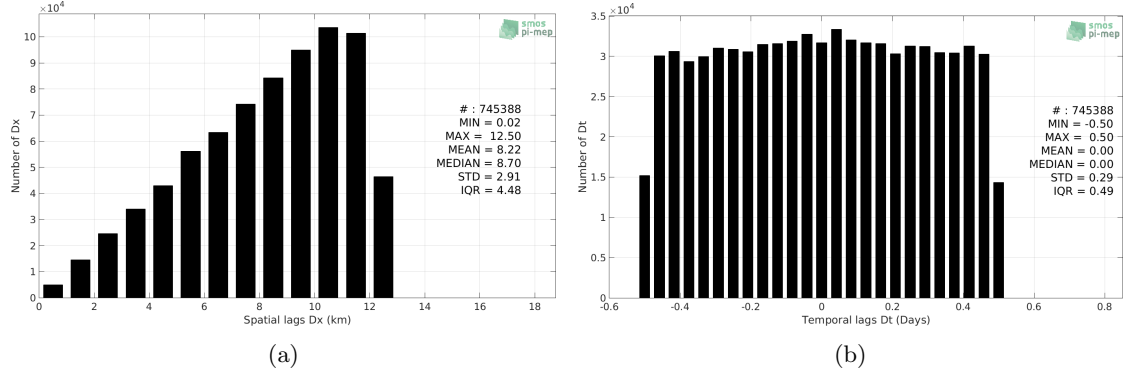 ×10⁴
10
9
8
7
6
5
4
3
2
1
0
Number of Dx
0 2 4 6 8 10 12 14 16 18
Spatial lags Dx (km)
smos
pi-mep
# : 745388
MIN = 0.02
MAX = 12.50
MEAN = 8.22
MEDIAN = 8.70
STD = 2.91
IQR = 4.48
(a)
×10⁴
3.5
3
2.5
2
1.5
1
0.5
0
Number of Dt
-0.6 -0.4 -0.2 0 0.2 0.4 0.6 0.8
Temporal lags Dt (Days)
smos
pi-mep
# : 745388
MIN = -0.50
MAX = 0.50
MEAN = 0.00
MEDIAN = 0.00
STD = 0.29
IQR = 0.49
(b)